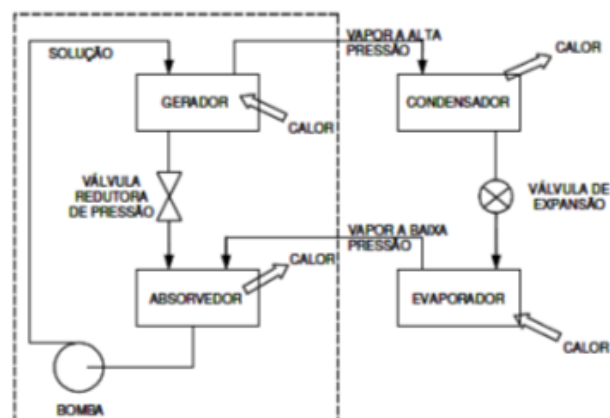 SOLUÇÃO
VAPOR A ALTA
PRESSÃO
CALOR
GERADOR
CALOR
CONDENSADOR
VÁLVULA
REDUTORA
DE PRESSÃO
VÁLVULA DE
EXPANSÃO
VAPOR A BAIXA
PRESSÃO
CALOR
ABSORVEDOR
EVAPORADOR
CALOR
BOMBA